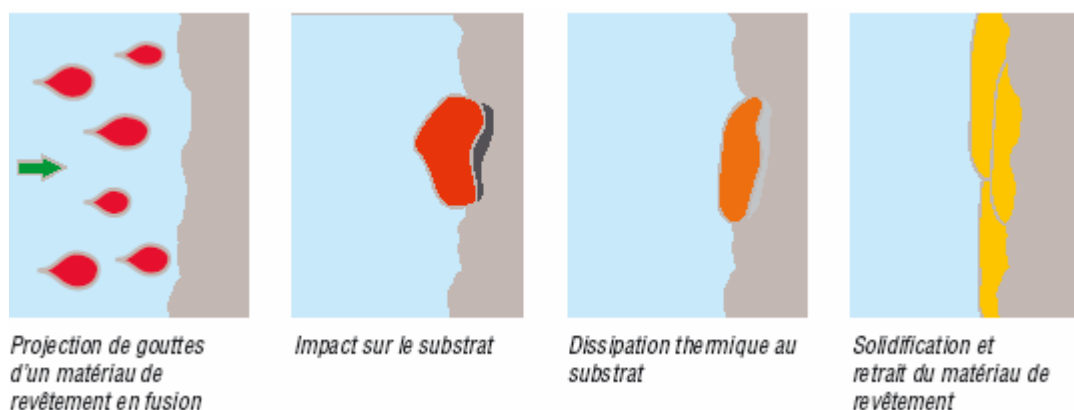 Projection de gouttes
d'un matériau de
revêtement en fusion
Impact sur le substrat
Dissipation thermique au
substrat
Solidification et
retrait du matériau de
revêtement